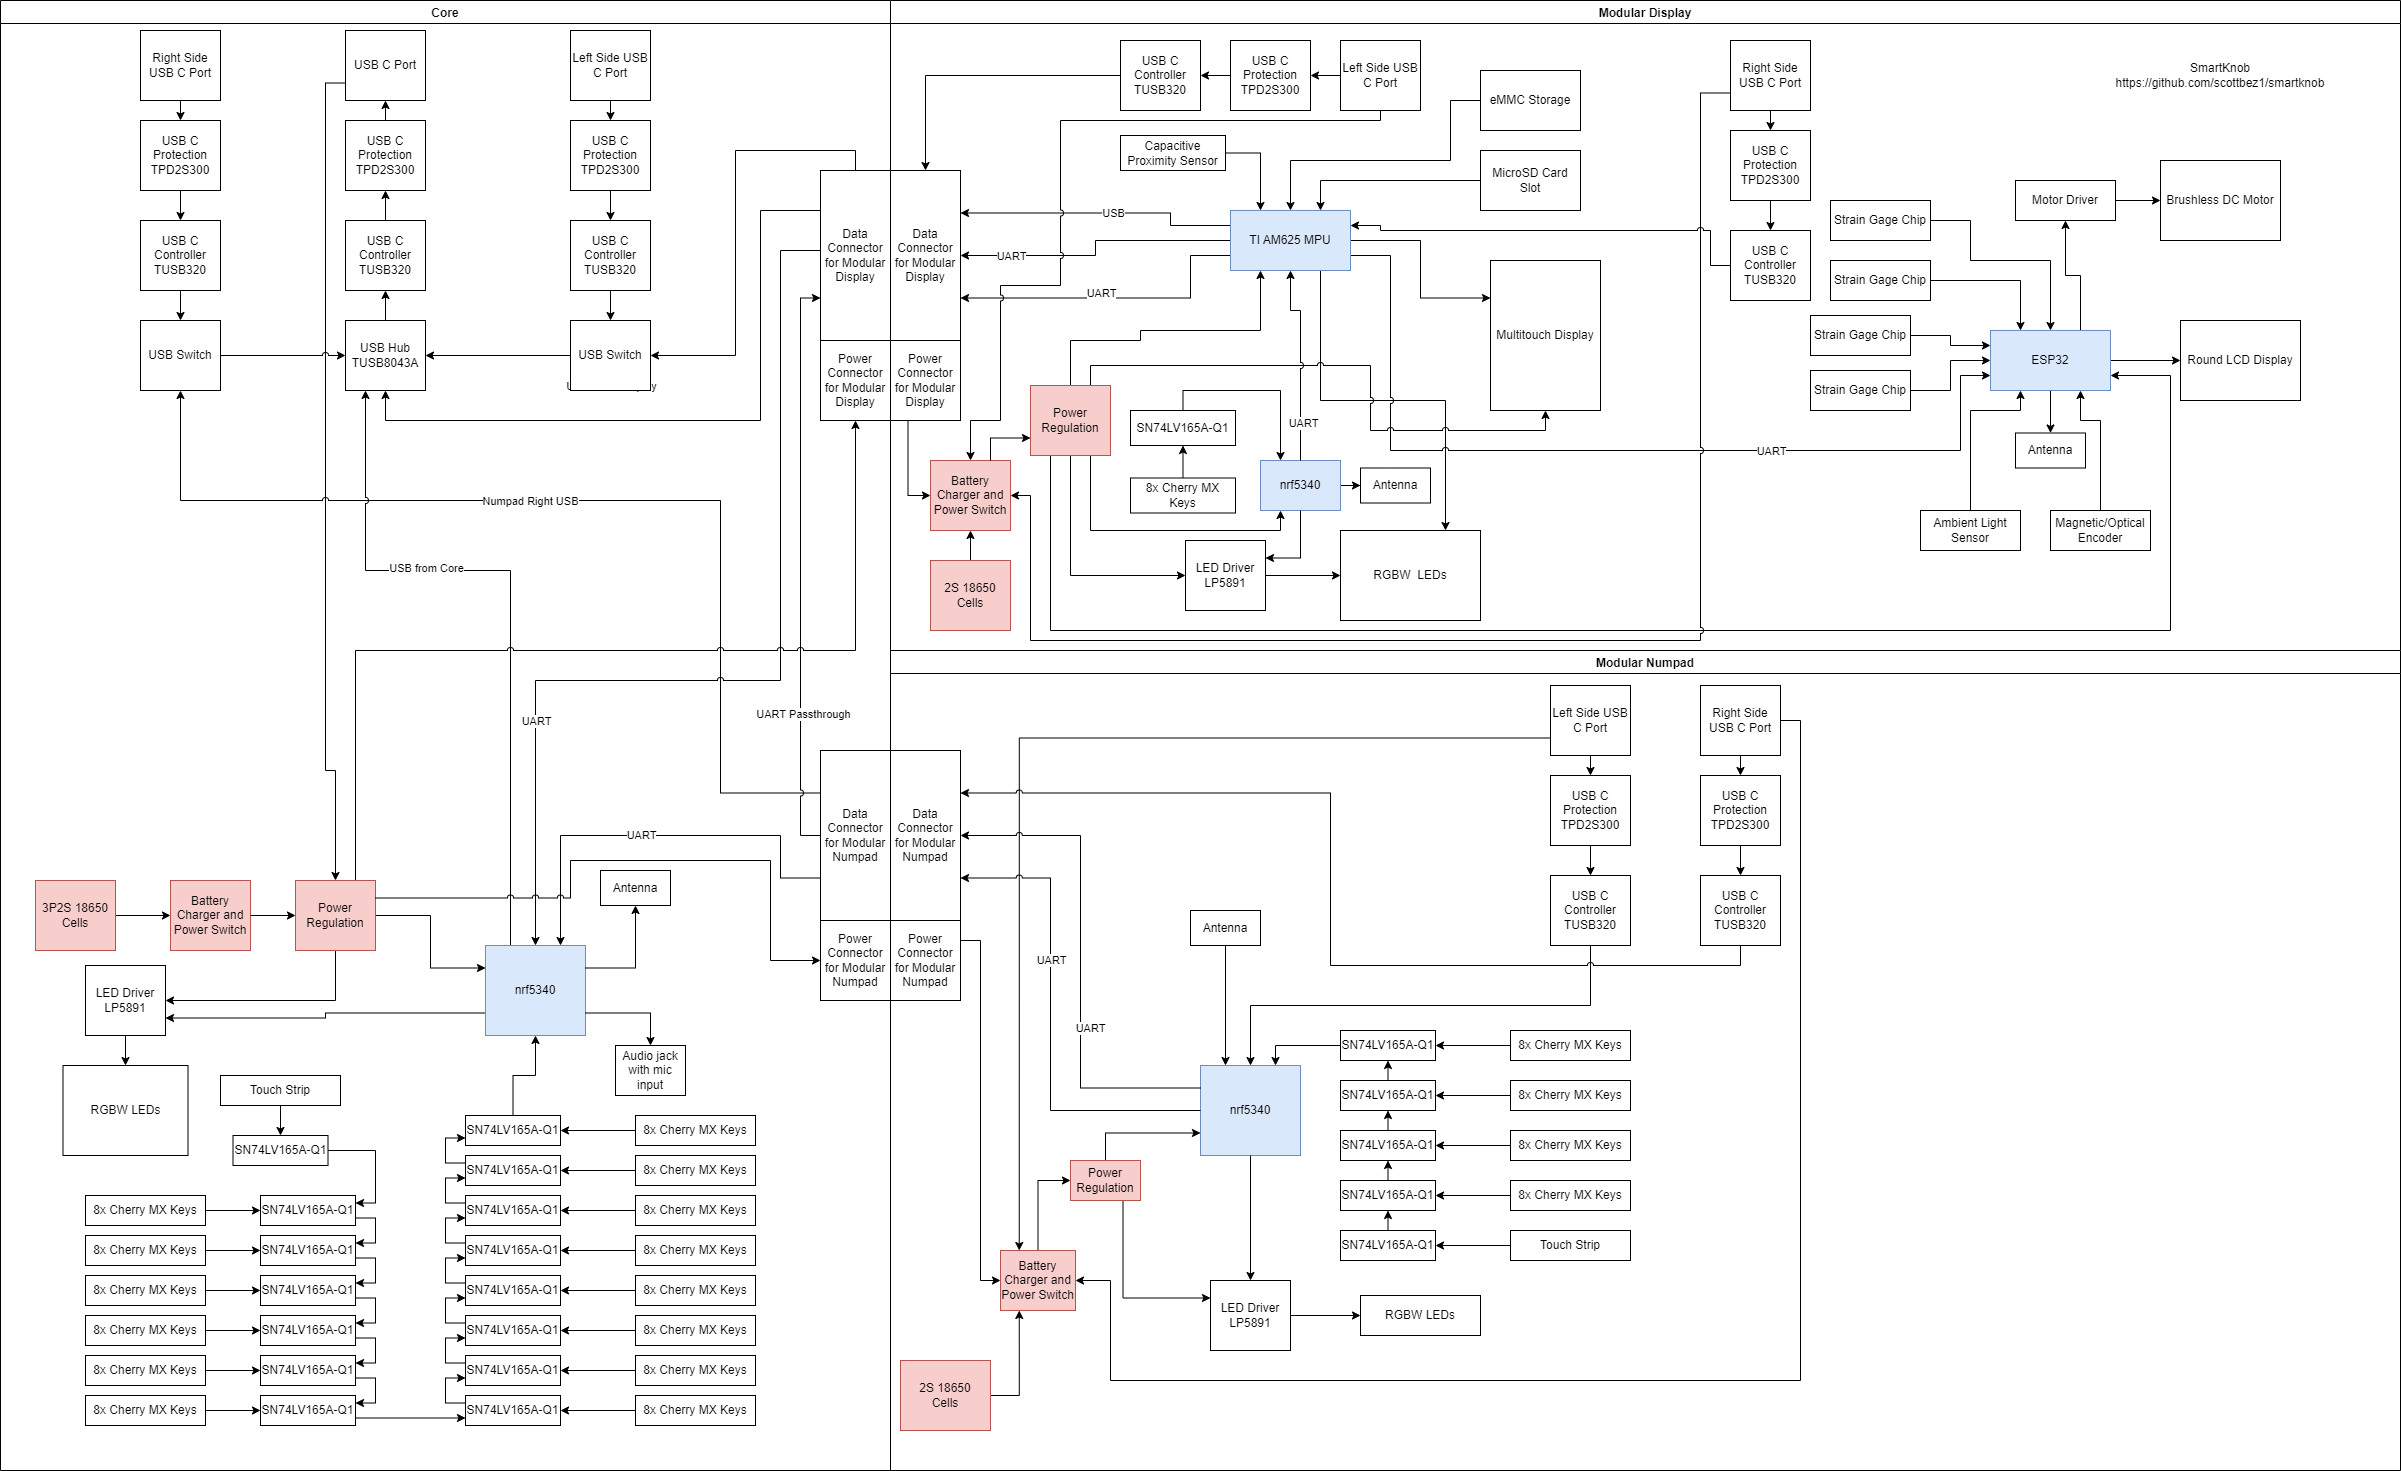 Core
Modular Display
Right Side
USB C Port
USB C Port
Left Side USB
C Port
USB C
Protection
TPD2S300
USB C
Protection
TPD2S300
USB C
Protection
TPD2S300
USB C
Controller
TUSB320
USB C
Controller
TUSB320
USB C
Controller
TUSB320
USB Switch
USB Hub
TUSB8043A
USB Switch
Numpad Right USB
USB from Core
UART
UART Passthrough
UART
Data
Connector
for Modular
Display
Data
Connector
for Modular
Display
Power
Connector
for Modular
Display
Power
Connector
for Modular
Display
Data
Connector
for Modular
Numpad
Data
Connector
for Modular
Numpad
Power
Connector
for Modular
Numpad
Power
Connector
for Modular
Numpad
3P2S 18650
Cells
Battery
Charger and
Power Switch
Power
Regulation
Antenna
LED Driver
LP5891
nrf5340
RGBW LEDs
Audio jack
with mic
input
Touch Strip
SN74LV165A-Q1
8x Cherry MX Keys
SN74LV165A-Q1
8x Cherry MX Keys
SN74LV165A-Q1
8x Cherry MX Keys
SN74LV165A-Q1
8x Cherry MX Keys
SN74LV165A-Q1
8x Cherry MX Keys
SN74LV165A-Q1
8x Cherry MX Keys
SN74LV165A-Q1
SN74LV165A-Q1
8x Cherry MX Keys
SN74LV165A-Q1
8x Cherry MX Keys
SN74LV165A-Q1
8x Cherry MX Keys
SN74LV165A-Q1
8x Cherry MX Keys
SN74LV165A-Q1
8x Cherry MX Keys
SN74LV165A-Q1
8x Cherry MX Keys
SN74LV165A-Q1
8x Cherry MX Keys
SN74LV165A-Q1
8x Cherry MX Keys
USB C
Controller
TUSB320
USB C
Protection
TPD2S300
Left Side USB
C Port
eMMC Storage
Capacitive
Proximity Sensor
MicroSD Card
Slot
USB
UART
UART
TI AM625 MPU
Multitouch Display
Power
Regulation
SN74LV165A-Q1
8x Cherry MX
Keys
UART
nrf5340
Antenna
Battery
Charger and
Power Switch
2S 18650
Cells
LED Driver
LP5891
RGBW  LEDs
Right Side
USB C Port
USB C
Protection
TPD2S300
USB C
Controller
TUSB320
SmartKnob
https://github.com/scottbez1/smartknob
Motor Driver
Brushless DC Motor
Strain Gage Chip
Strain Gage Chip
Strain Gage Chip
Strain Gage Chip
ESP32
Round LCD Display
UART
Antenna
Ambient Light
Sensor
Magnetic/Optical
Encoder
Modular Numpad
Left Side USB
C Port
Right Side
USB C Port
USB C
Protection
TPD2S300
USB C
Protection
TPD2S300
USB C
Controller
TUSB320
USB C
Controller
TUSB320
Antenna
UART
UART
nrf5340
SN74LV165A-Q1
8x Cherry MX Keys
SN74LV165A-Q1
8x Cherry MX Keys
SN74LV165A-Q1
8x Cherry MX Keys
SN74LV165A-Q1
8x Cherry MX Keys
SN74LV165A-Q1
Touch Strip
Power
Regulation
Battery
Charger and
Power Switch
LED Driver
LP5891
RGBW LEDs
2S 18650
Cells